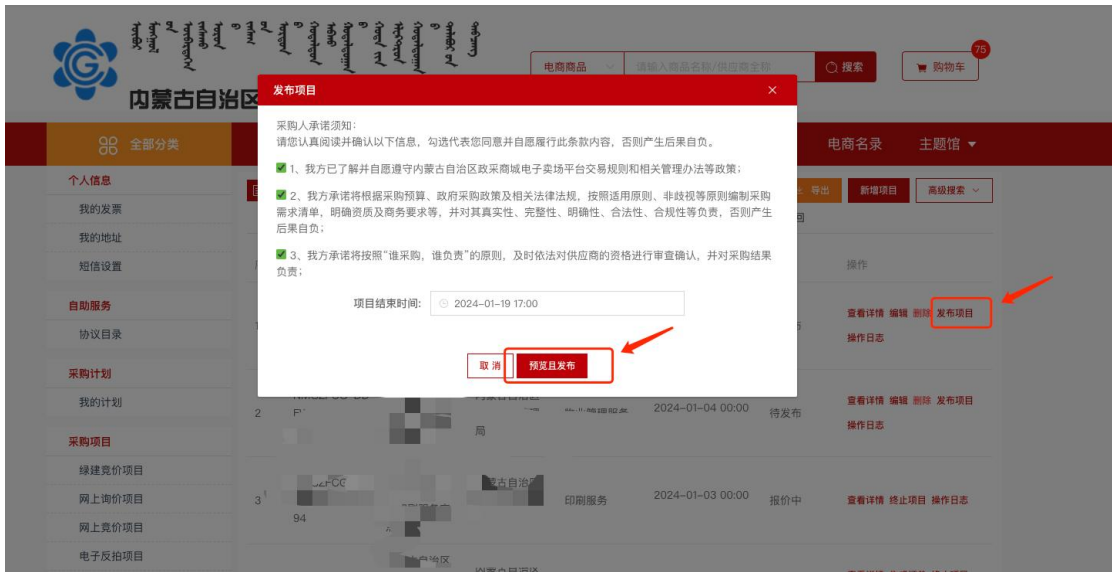 内蒙古自治区
电商商品
请输入商品名称/供应商全称
搜索
购物车
75
全部分类
电商名录
主题馆
个人信息
我的发票
我的地址
短信设置
自助服务
协议目录
采购计划
我的计划
采购项目
绿建竞价项目
网上询价项目
网上竞价项目
电子反拍项目
导出
新增项目
高级搜索
发布项目
采购人承诺须知:
请您认真阅读并确认以下信息，勾选代表您同意并自愿履行此条款内容，否则产生后果自负。
1、我方已了解并自愿遵守内蒙古自治区政采商城电子卖场平台交易规则和相关管理办法等政策;
2、我方承诺将根据采购预算、政府采购政策及相关法律法规，按照适用原则、非歧视等原则编制采购
需求清单，明确资质及商务要求等，并对其真实性、完整性、明确性、合法性、合规性等负责，否则产生
后果自负;
3、我方承诺将按照“谁采购，谁负责”的原则，及时依法对供应商的资格进行审查确认，并对采购结果
负责;
项目结束时间: 2024-01-19 17:00
取 消
预览且发布
操作
查看详情 编辑 删除 发布项目
操作日志
2
局
2024-01-04 00:00
待发布
查看详情 编辑 删除 发布项目
操作日志
3
94
印刷服务
2024-01-03 00:00
报价中
查看详情 终止项目 操作日志